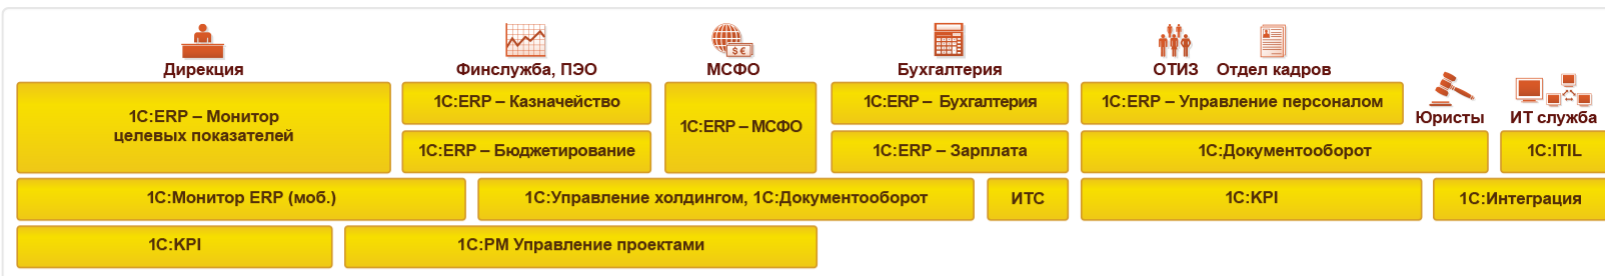 Дирекция
Финслужба, ПЭО
МСФО
Бухгалтерия
ОТИЗ
Отдел кадров
1С:ERP – Монитор
целевых показателей
1С:ERP – Казначейство
1С:ERP – МСФО
1С:ERP – Бухгалтерия
1С:ERP – Управление персоналом
Юристы
ИТ служба
1С:ERP – Бюджетирование
1С:ERP – Зарплата
1С:Документооборот
1С:ITIL
1С:Монитор ERP (моб.)
1С:Управление холдингом, 1С:Документооборот
ИТС
1С:KPI
1С:Интеграция
1С:KPI
1С:PM Управление проектами